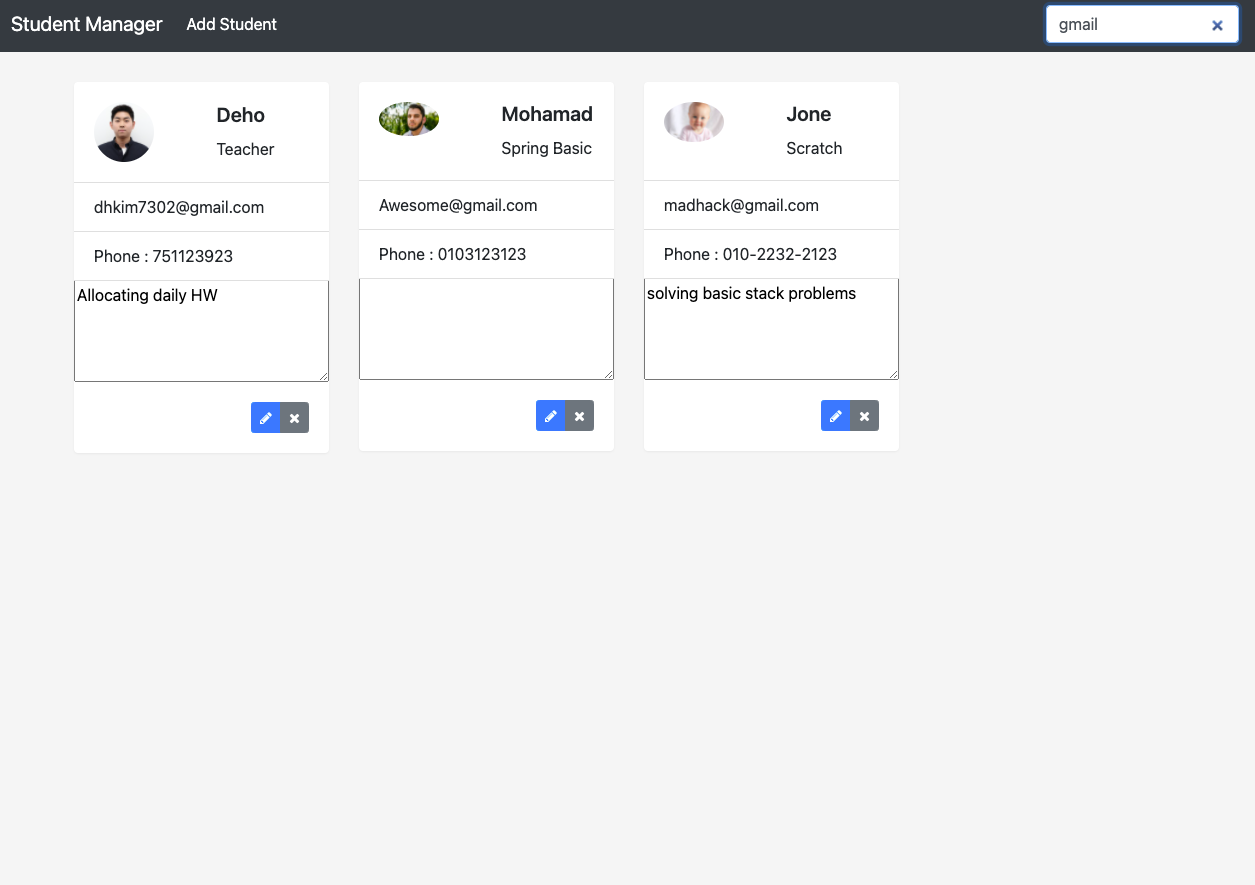 Student Manager
Add Student
gmail
Deho
Teacher
dhkim7302@gmail.com
Phone : 751123923
Allocating daily HW
Mohamad
Spring Basic
Awesome@gmail.com
Phone : 0103123123
Jone
Scratch
madhack@gmail.com
Phone : 010-2232-2123
solving basic stack problems